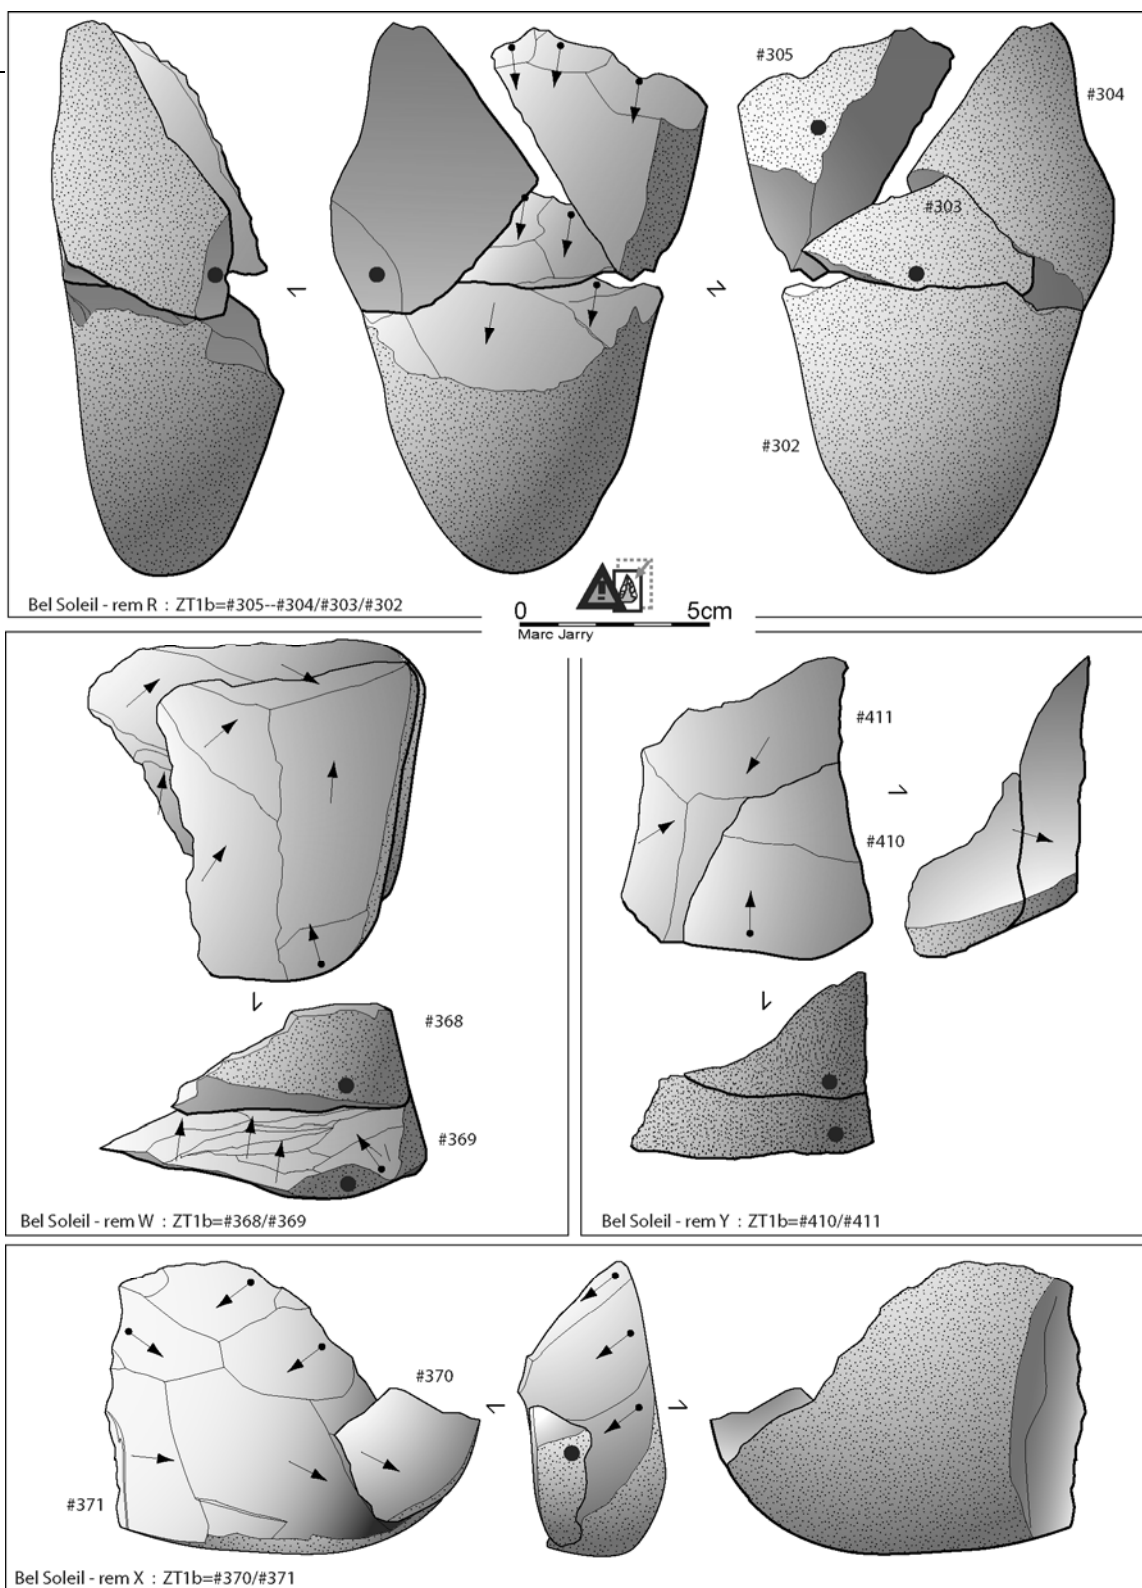 #305
#304
#303
#302
Bel Soleil - rem R : ZT1b=#305--#304/#303/#302
0 5cm
Marc Jarry
#368
#369
Bel Soleil - rem W : ZT1b=#368/#369
#411
#410
Bel Soleil - rem Y : ZT1b=#410/#411
#370
#371
Bel Soleil - rem X : ZT1b=#370/#371